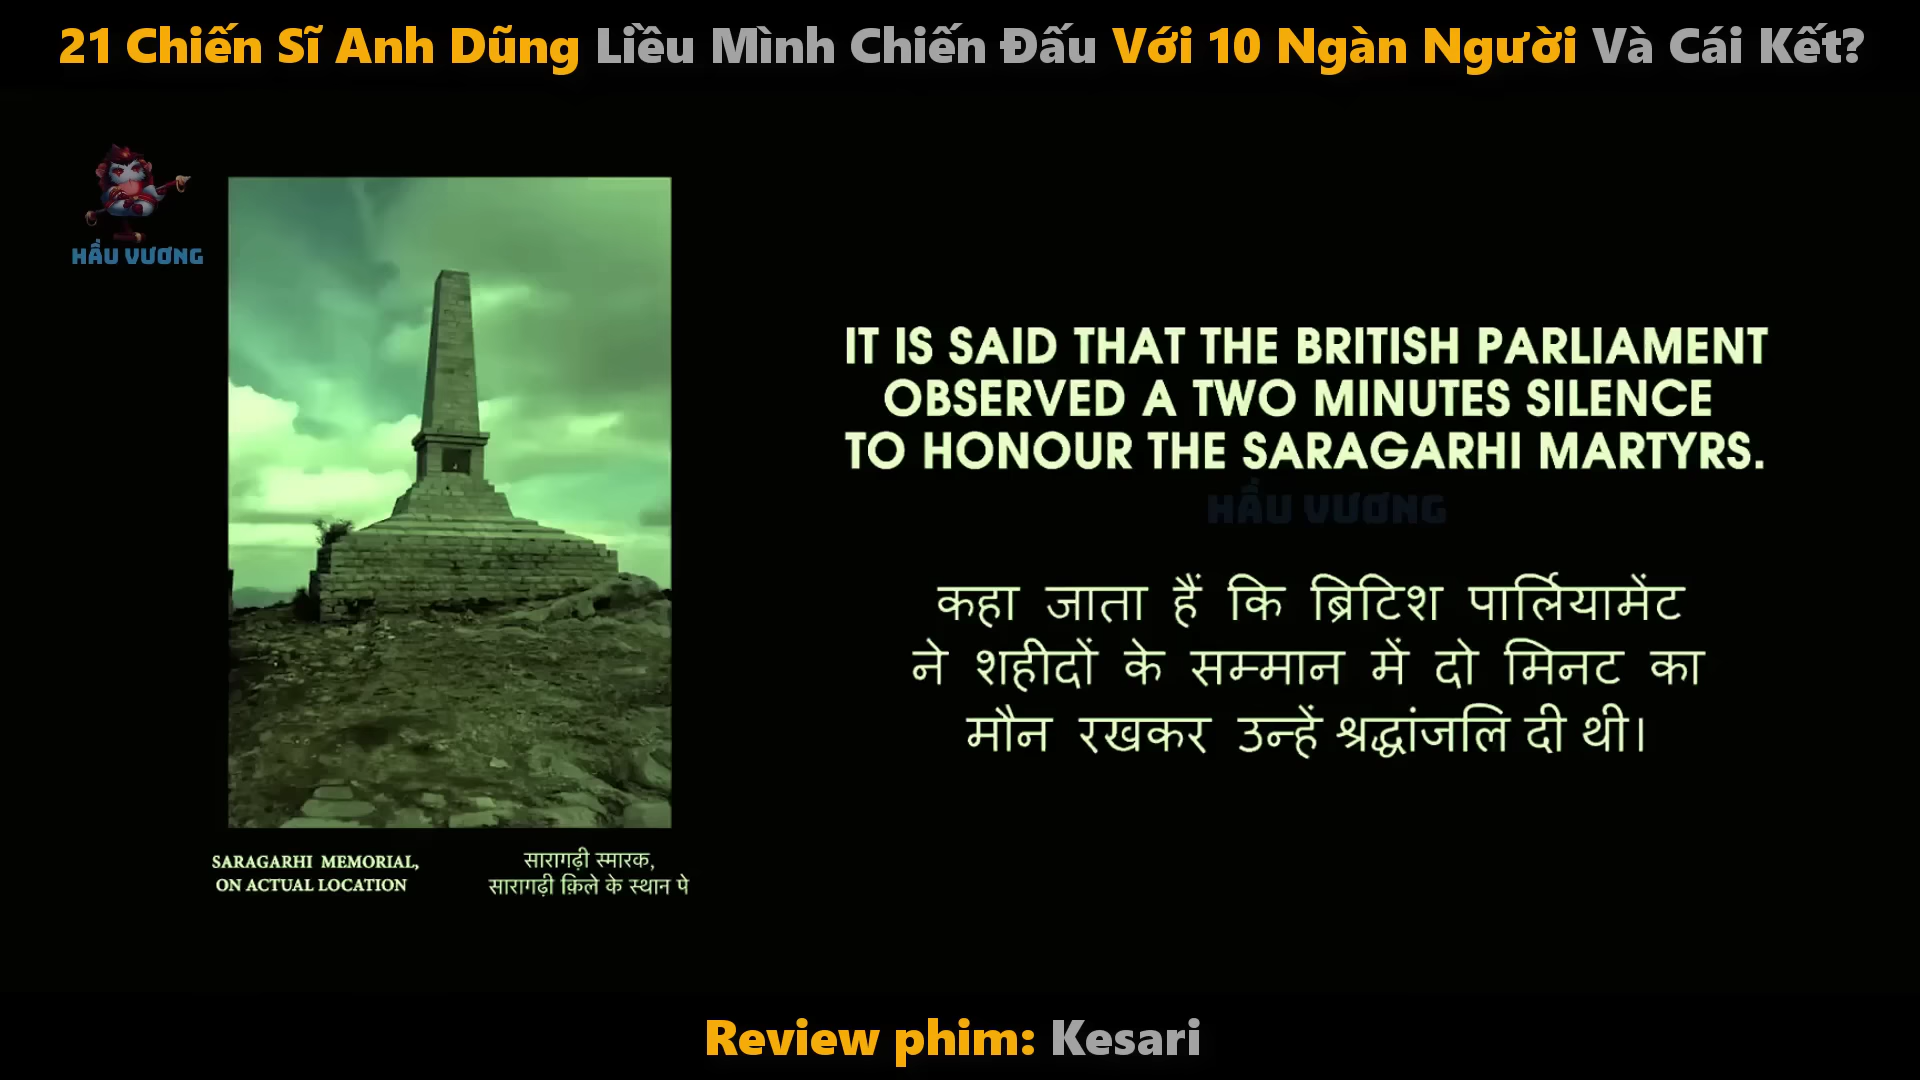 21 Chiến Sĩ Anh Dũng Liều Mình Chiến Đấu Với 10 Ngàn Người Và Cái Kết?
HẦU VƯƠNG
IT IS SAID THAT THE BRITISH PARLIAMENT
OBSERVED A TWO MINUTES SILENCE
TO HONOUR THE SARAGARHI MARTYRS.
HẦU VƯƠNG
कहा जाता हैं कि ब्रिटिश पार्लियामेंट
ने शहीदों के सम्मान में दो मिनट का
मौन रखकर उन्हें श्रद्धांजलि दी थी।
SARAGARHI MEMORIAL,
ON ACTUAL LOCATION
सारागढ़ी स्मारक,
सारागढ़ी क़िले के स्थान पे
Review phim: Kesari